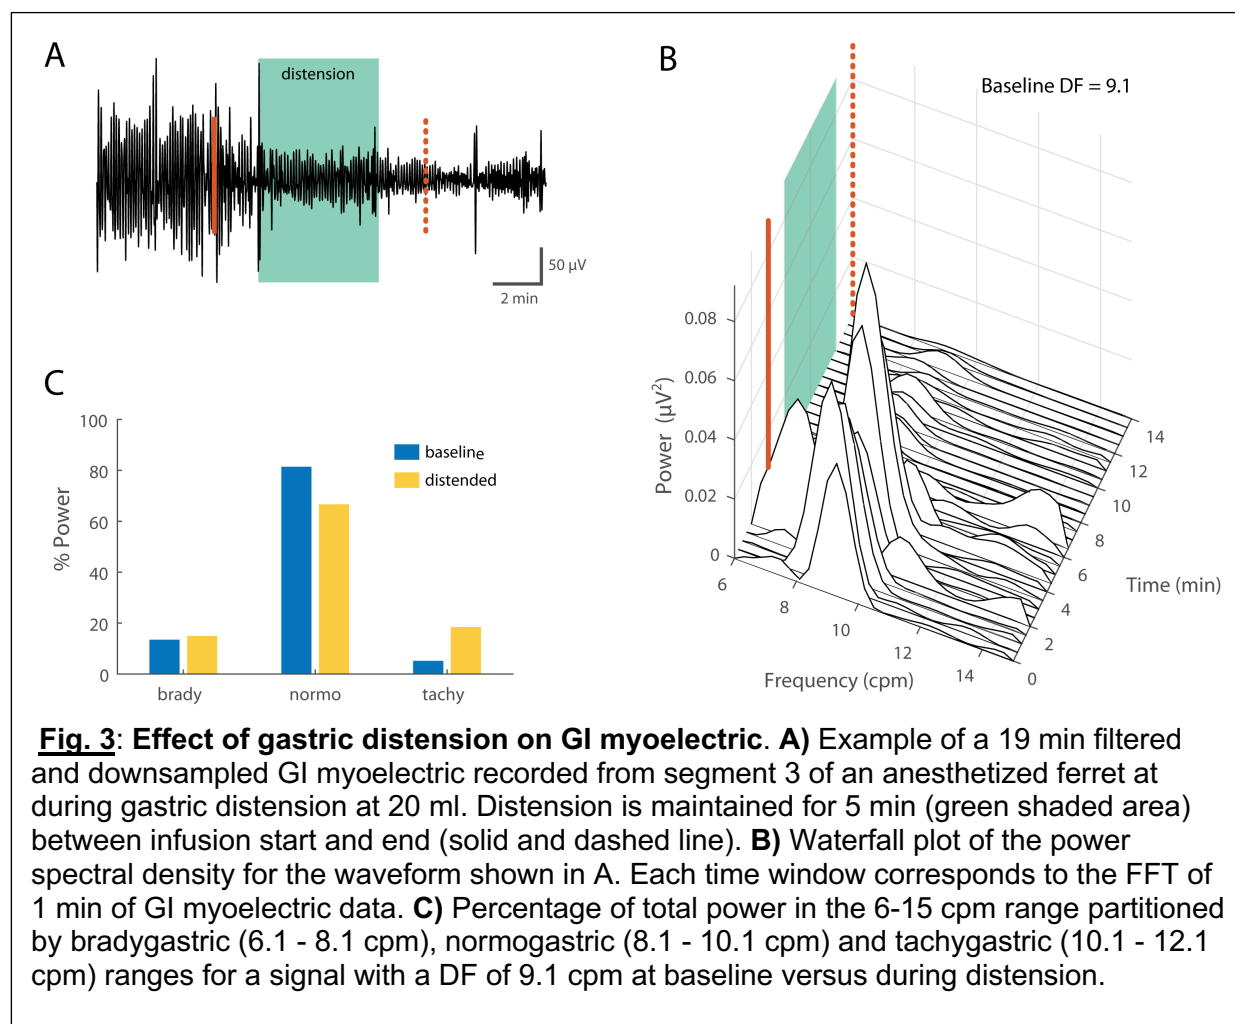 A
distension
50 µV
2 min
B
Baseline DF = 9.1
0.08
0.06
0.04
0.02
0
Power (µV²)
6
8
10
12
14
Frequency (cpm)
0
2
4
6
8
10
12
14
Time (min)
C
100
80
60
40
20
0
% Power
baseline
distended
brady
normo
tachy
Fig. 3: Effect of gastric distension on GI myoelectric. A) Example of a 19 min filtered
and downsampled GI myoelectric recorded from segment 3 of an anesthetized ferret at
during gastric distension at 20 ml. Distension is maintained for 5 min (green shaded area)
between infusion start and end (solid and dashed line). B) Waterfall plot of the power
spectral density for the waveform shown in A. Each time window corresponds to the FFT of
1 min of GI myoelectric data. C) Percentage of total power in the 6-15 cpm range partitioned
by bradygastric (6.1 - 8.1 cpm), normogastric (8.1 - 10.1 cpm) and tachygastric (10.1 - 12.1
cpm) ranges for a signal with a DF of 9.1 cpm at baseline versus during distension.